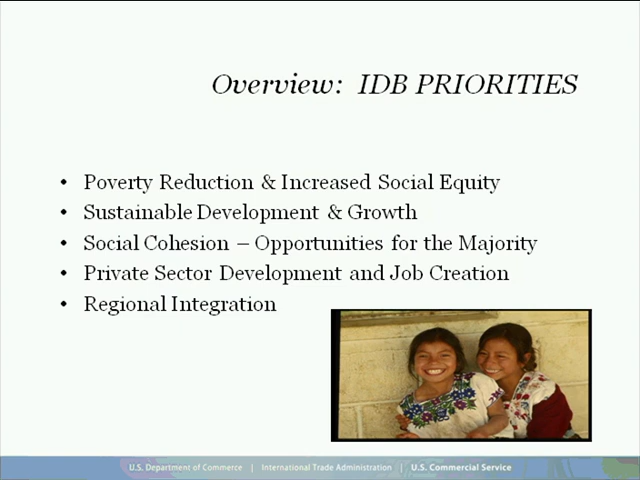 Overview: IDB PRIORITIES
• Poverty Reduction & Increased Social Equity
• Sustainable Development & Growth
• Social Cohesion – Opportunities for the Majority
• Private Sector Development and Job Creation
• Regional Integration
U.S. Department of Commerce | International Trade Administration | U.S. Commercial Service